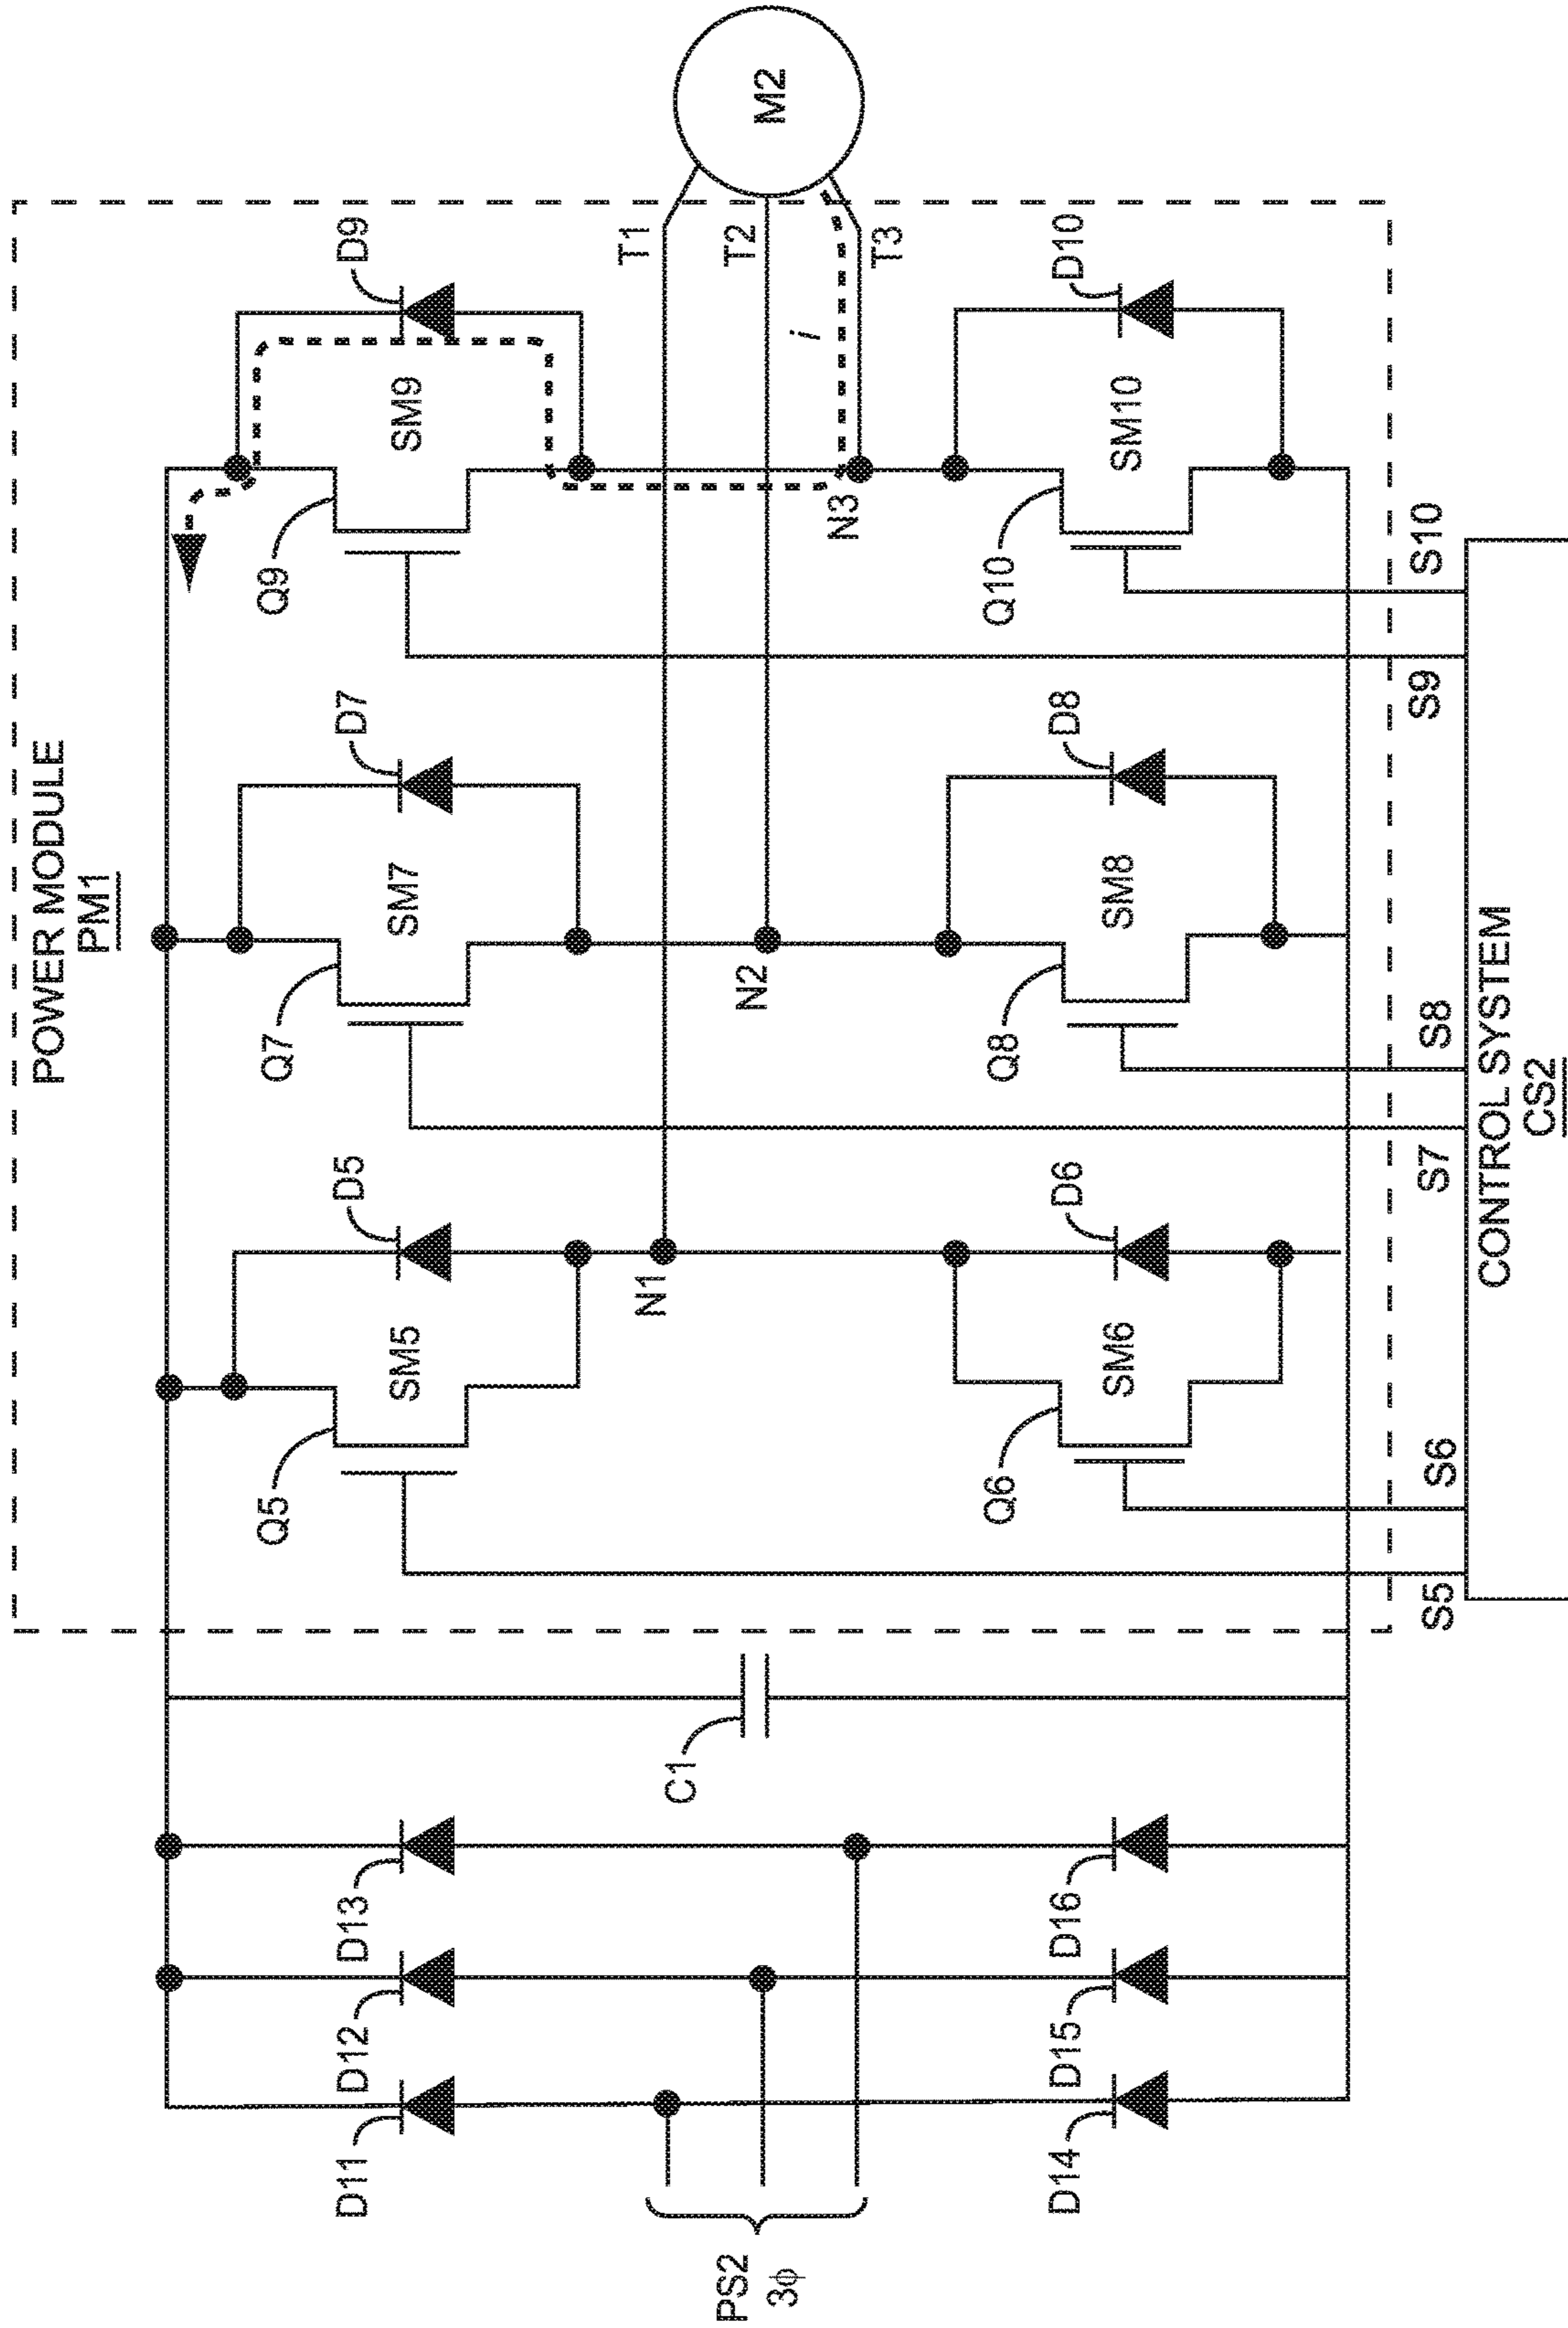 POWER MODULE
PM1
D11
D12
D13
D5
D7
D9
Q5
SM5
Q7
SM7
Q9
SM9
PS2
3ϕ
C1
N1
N2
N3
T1
T2
T3
i
M2
D14
D15
D16
D6
D8
D10
Q6
SM6
Q8
SM8
Q10
SM10
S5
S6
S7
S8
S9
S10
CONTROL SYSTEM
CS2